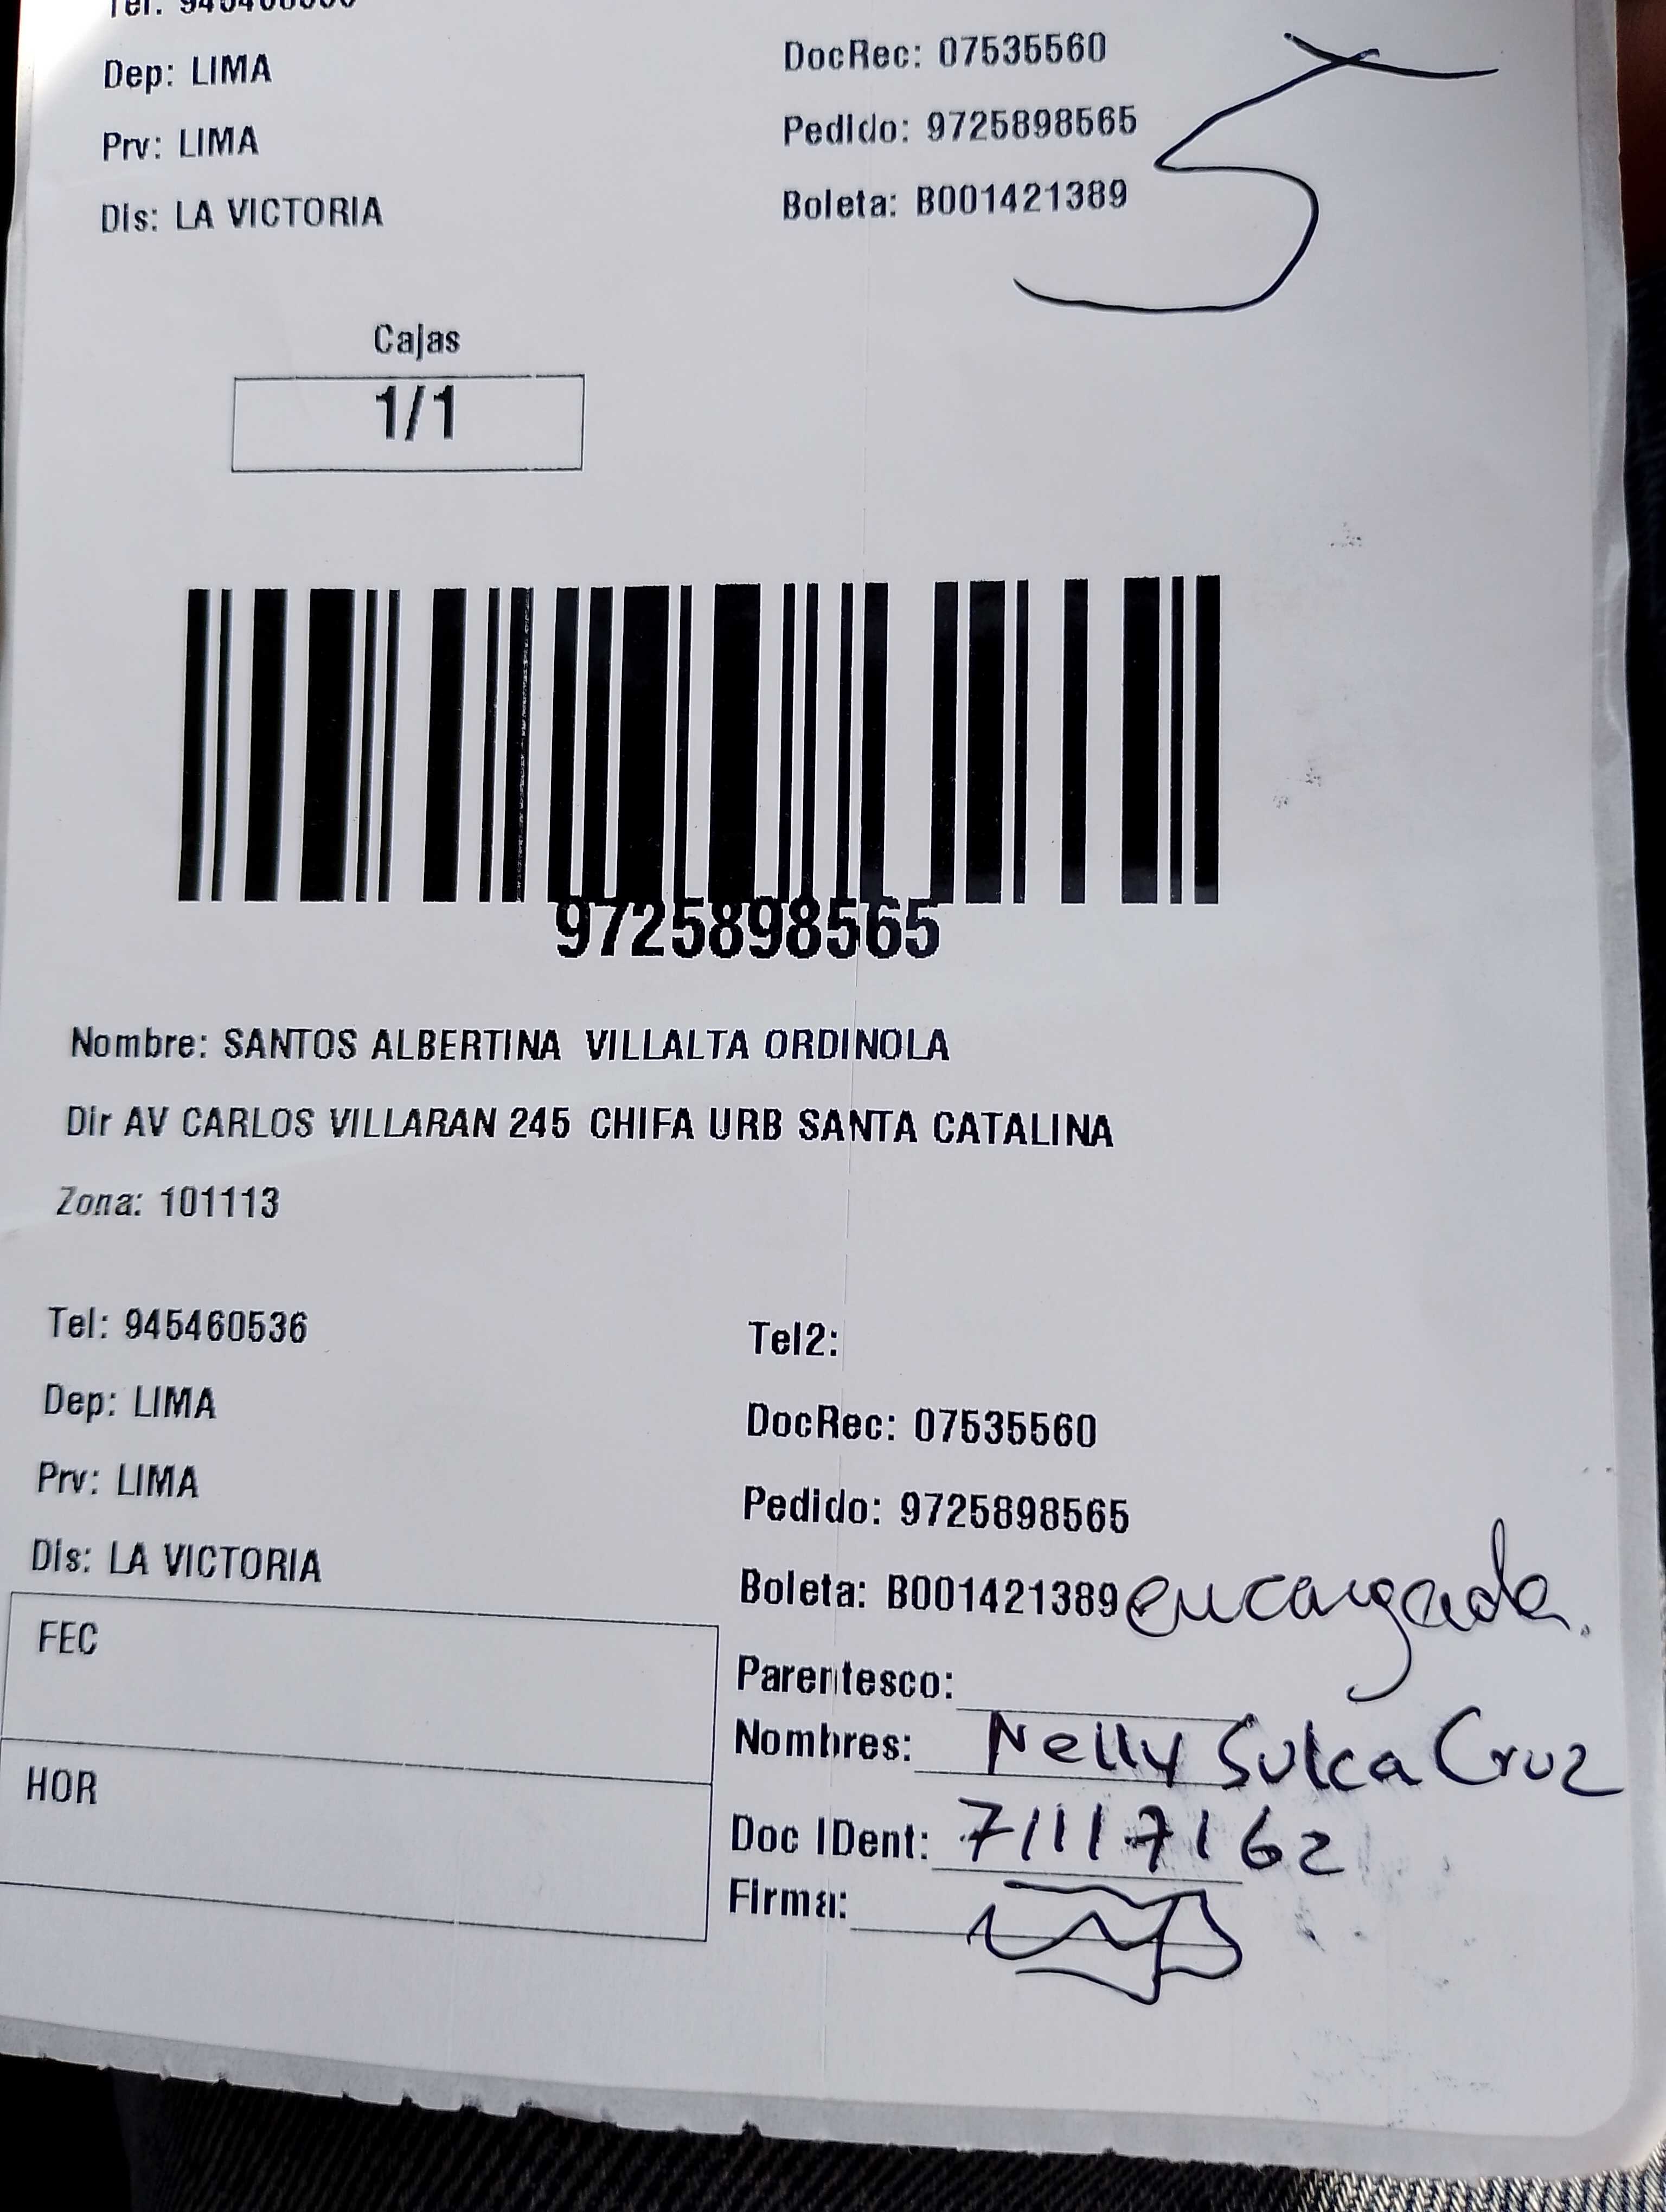 Dep: LIMA
DocRec: 07535560
Prv: LIMA
Pedido: 9725898565
Dis: LA VICTORIA
Boleta: B001421389
5
Cajas
1/1
9725898565
Nombre: SANTOS ALBERTINA VILLALTA ORDINOLA
Dir AV CARLOS VILLARAN 245 CHIFA URB SANTA CATALINA
Zona: 101113
Tel: 945460536
Tel2:
Dep: LIMA
DocRec: 07535560
Prv: LIMA
Pedido: 9725898565
Dis: LA VICTORIA
Boleta: B001421389 encargada.
FEC
Parentesco:
Nombres: Nelly Sulca Cruz
HOR
Doc IDent: 71117162
Firma: